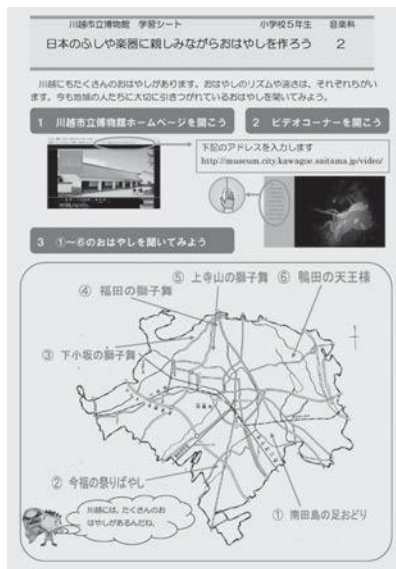 川越市立博物館 学習シート 小学校5年生 音楽科
日本のふしや楽器に親しみながらおはやしを作ろう 2
川越にもたくさんのおはやしがあります。おはやしのリズムや速さは、それぞれちがい
ます。今も地域の人たちに大切に引きつがれているおはやしを聞いてみよう。
1 川越市立博物館ホームページを開こう
2 ビデオコーナーを開こう
下記のアドレスを入力します
http://museum.city.kawagoe.saitama.jp/video/
3 ①～⑥のおはやしを聞いてみよう
⑤ 上寺山の獅子舞
⑥ 鴨田の天王様
④ 福田の獅子舞
③ 下小坂の獅子舞
② 今福の祭りばやし
① 南田島の足おどり
川越には、たくさんのお
はやしがあるんだね。